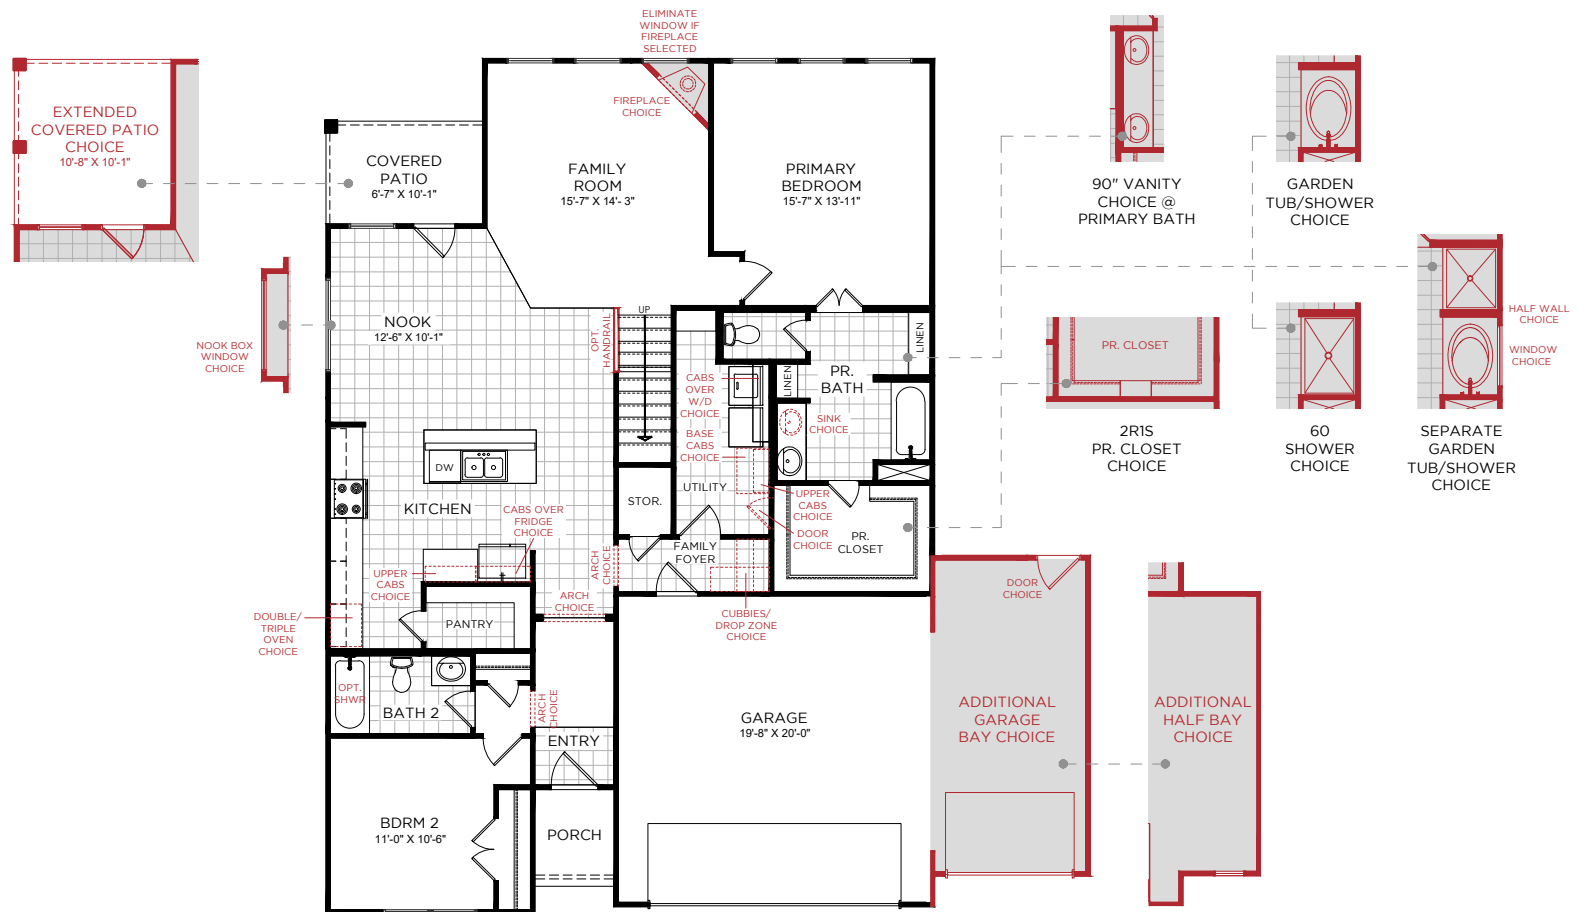 ELIMINATE
WINDOW IF
FIREPLACE
SELECTED
FIREPLACE
CHOICE
EXTENDED
COVERED PATIO
CHOICE
10'-8" X 10'-1"
COVERED
PATIO
6'-7" X 10'-1"
FAMILY
ROOM
15'-7" X 14'- 3"
PRIMARY
BEDROOM
15'-7" X 13'-11"
90" VANITY
CHOICE @
PRIMARY BATH
GARDEN
TUB/SHOWER
CHOICE
NOOK BOX
WINDOW
CHOICE
NOOK
12'-6" X 10'-1"
OPT.
HANDRAIL
UP
LINEN
LINEN
PR.
BATH
CABS
OVER
W/D
CHOICE
BASE
CABS
CHOICE
SINK
CHOICE
PR. CLOSET
2R1S
PR. CLOSET
CHOICE
60
SHOWER
CHOICE
HALF WALL
CHOICE
WINDOW
CHOICE
SEPARATE
GARDEN
TUB/SHOWER
CHOICE
DW
KITCHEN
CABS OVER
FRIDGE
CHOICE
STOR.
UTILITY
UPPER
CABS
CHOICE
DOOR
CHOICE
PR.
CLOSET
FAMILY
FOYER
ARCH
CHOICE
UPPER
CABS
CHOICE
ARCH
CHOICE
DOUBLE/
TRIPLE
OVEN
CHOICE
PANTRY
CUBBIES/
DROP ZONE
CHOICE
DOOR
CHOICE
OPT.
SHWR
BATH 2
ARCH
CHOICE
ENTRY
GARAGE
19'-8" X 20'-0"
ADDITIONAL
GARAGE
BAY CHOICE
ADDITIONAL
HALF BAY
CHOICE
BDRM 2
11'-0" X 10'-6"
PORCH